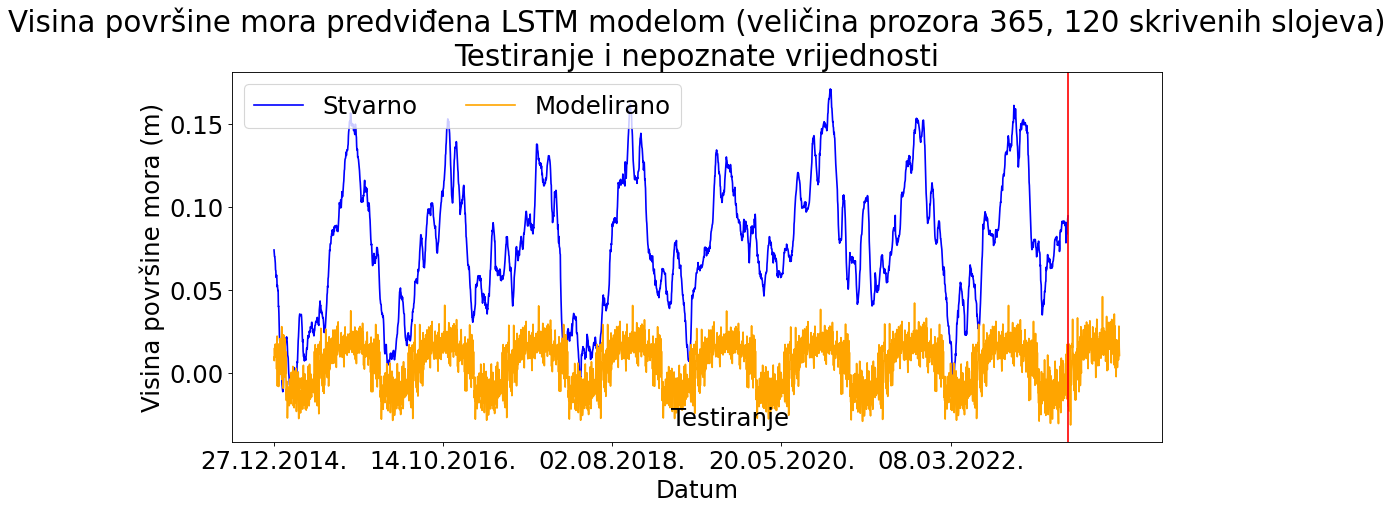 Visina površine mora predviđena LSTM modelom (veličina prozora 365, 120 skrivenih slojeva)
Testiranje i nepoznate vrijednosti
Stvarno
Modelirano
Visina površine mora (m)
0.15
0.10
0.05
0.00
Testiranje
27.12.2014.
14.10.2016.
02.08.2018.
20.05.2020.
08.03.2022.
Datum